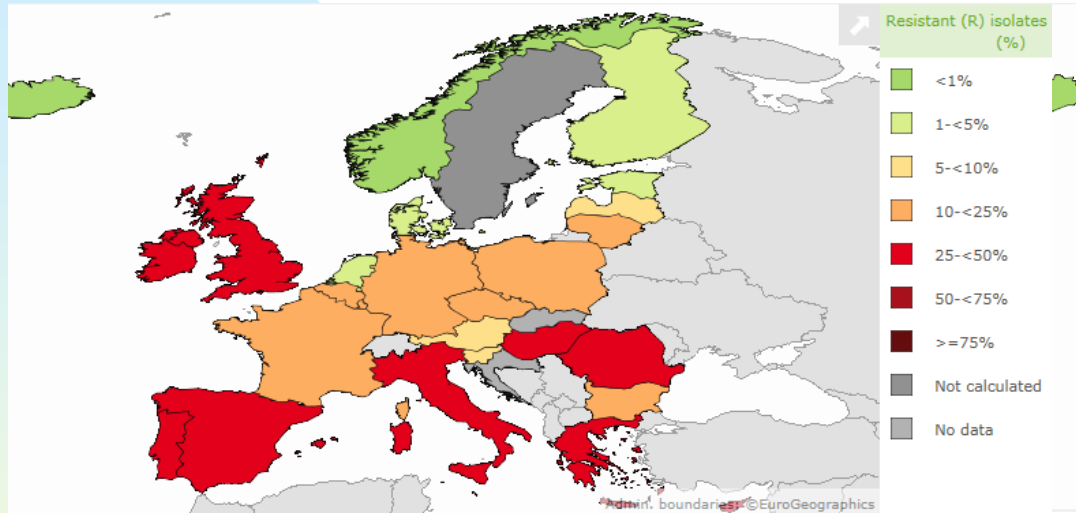 Resistant (R) isolates
(%)
<1%
1-<5%
5-<10%
10-<25%
25-<50%
50-<75%
>=75%
Not calculated
No data
Admin. boundaries: ©EuroGeographics